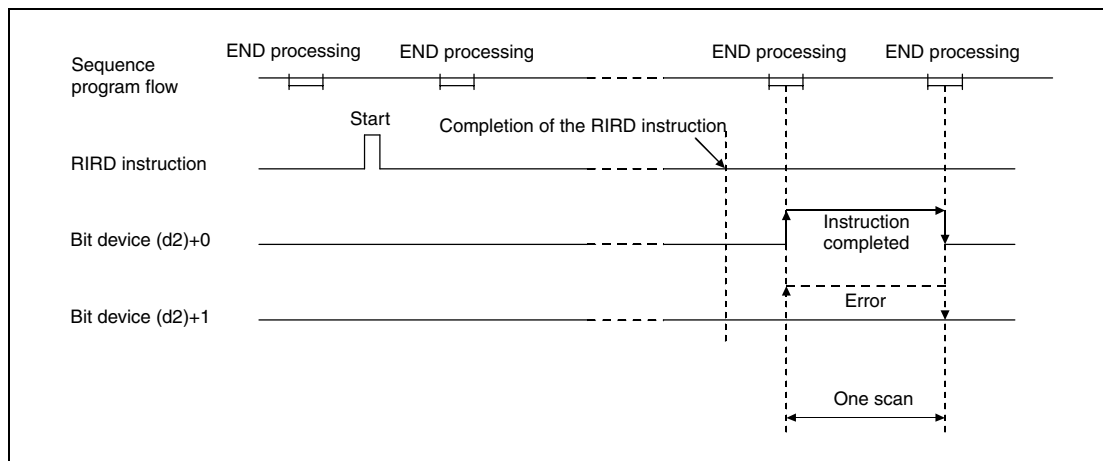 END processing
END processing
END processing
END processing
Sequence
program flow
Start
Completion of the RIRD instruction
RIRD instruction
Bit device (d2)+0
Instruction
completed
Error
Bit device (d2)+1
One scan